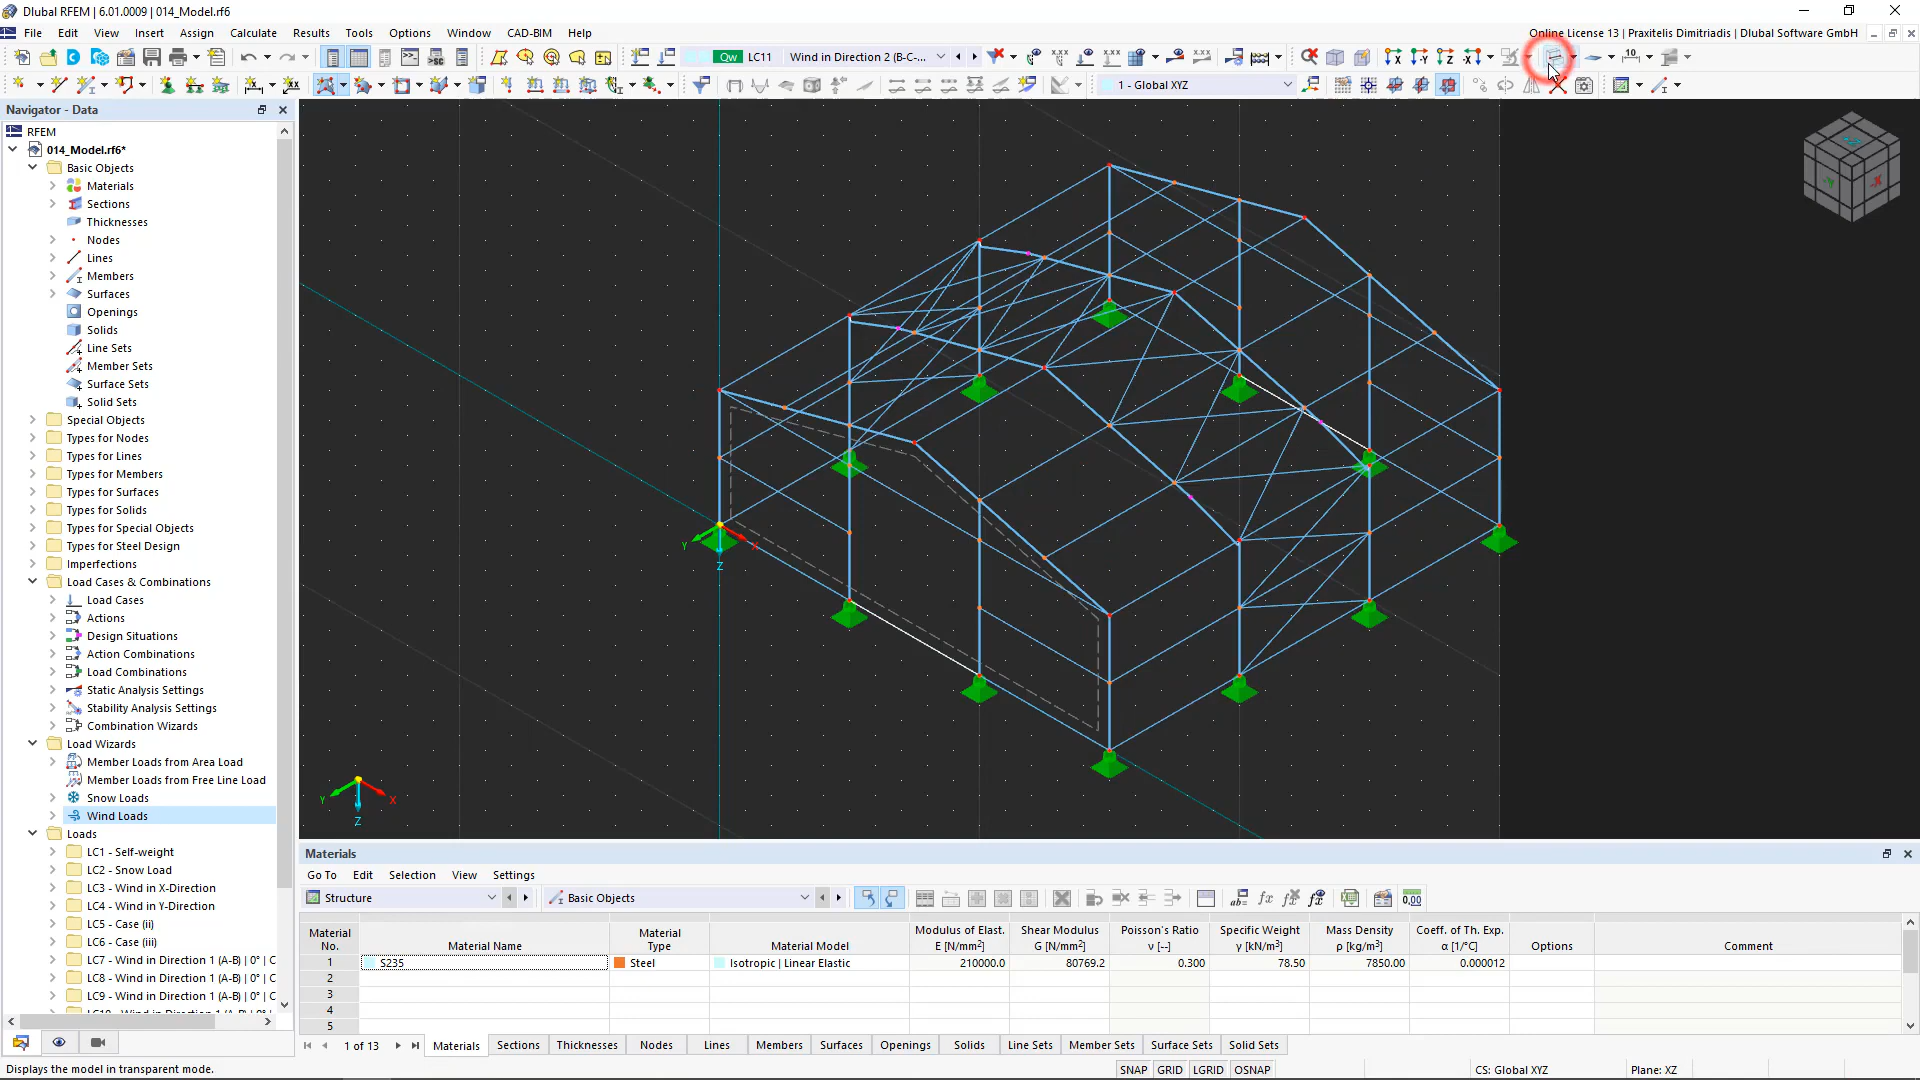 Dlubal RFEM | 6.01.0009 | 014_Model.rf6
File Edit View Insert Assign Calculate Results Tools Options Window CAD-BIM Help
Online License 13 | Praxitelis Dimitriadis | Dlubal Software GmbH
Qw LC11 Wind in Direction 2 (B-C-...
1 - Global XYZ
Navigator - Data
RFEM
014_Model.rf6*
Basic Objects
Materials
Sections
Thicknesses
Nodes
Lines
Members
Surfaces
Openings
Solids
Line Sets
Member Sets
Surface Sets
Solid Sets
Special Objects
Types for Nodes
Types for Lines
Types for Members
Types for Surfaces
Types for Solids
Types for Special Objects
Types for Steel Design
Imperfections
Load Cases & Combinations
Load Cases
Actions
Design Situations
Action Combinations
Load Combinations
Static Analysis Settings
Stability Analysis Settings
Combination Wizards
Load Wizards
Member Loads from Area Load
Member Loads from Free Line Load
Snow Loads
Wind Loads
Loads
LC1 - Self-weight
LC2 - Snow Load
LC3 - Wind in X-Direction
LC4 - Wind in Y-Direction
LC5 - Case (ii)
LC6 - Case (iii)
LC7 - Wind in Direction 1 (A-B) | 0° | C
LC8 - Wind in Direction 1 (A-B) | 0° | C
LC9 - Wind in Direction 1 (A-B) | 0° | C
Y X
Z
Y X
Z
-Y -X
Materials
Go To Edit Selection View Settings
Structure Basic Objects
Material No. Material Name Material Type Material Model Modulus of Elast. E [N/mm²] Shear Modulus G [N/mm²] Poisson's Ratio ν [--] Specific Weight γ [kN/m³] Mass Density ρ [kg/m³] Coeff. of Th. Exp. α [1/°C] Options Comment
1 S235 Steel Isotropic | Linear Elastic 210000.0 80769.2 0.300 78.50 7850.00 0.000012
2
3
4
5
1 of 13 Materials Sections Thicknesses Nodes Lines Members Surfaces Openings Solids Line Sets Member Sets Surface Sets Solid Sets
Displays the model in transparent mode. SNAP GRID LGRID OSNAP CS: Global XYZ Plane: XZ